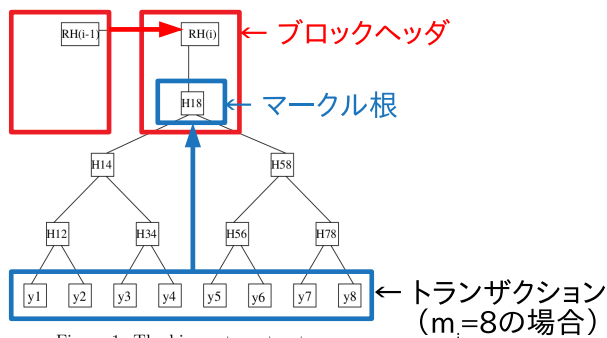 RH(i-1)
RH(i)
← ブロックヘッダ
H18
← マークル根
H14
H58
H12
H34
H56
H78
y1
y2
y3
y4
y5
y6
y7
y8
← トランザクション
（mi=8の場合）